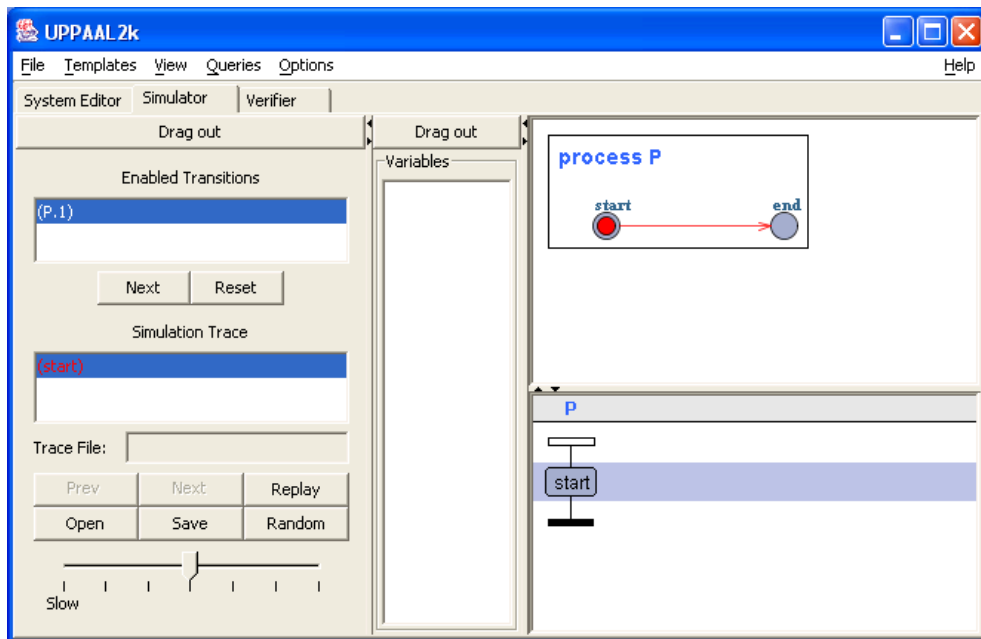 UPPAAL2k
File Templates View Queries Options Help
System Editor Simulator Verifier
Drag out
Enabled Transitions
(P.1)
Next Reset
Simulation Trace
(start)
Trace File:
Prev Next Replay
Open Save Random
Slow
Drag out
Variables
process P
start end
P
start